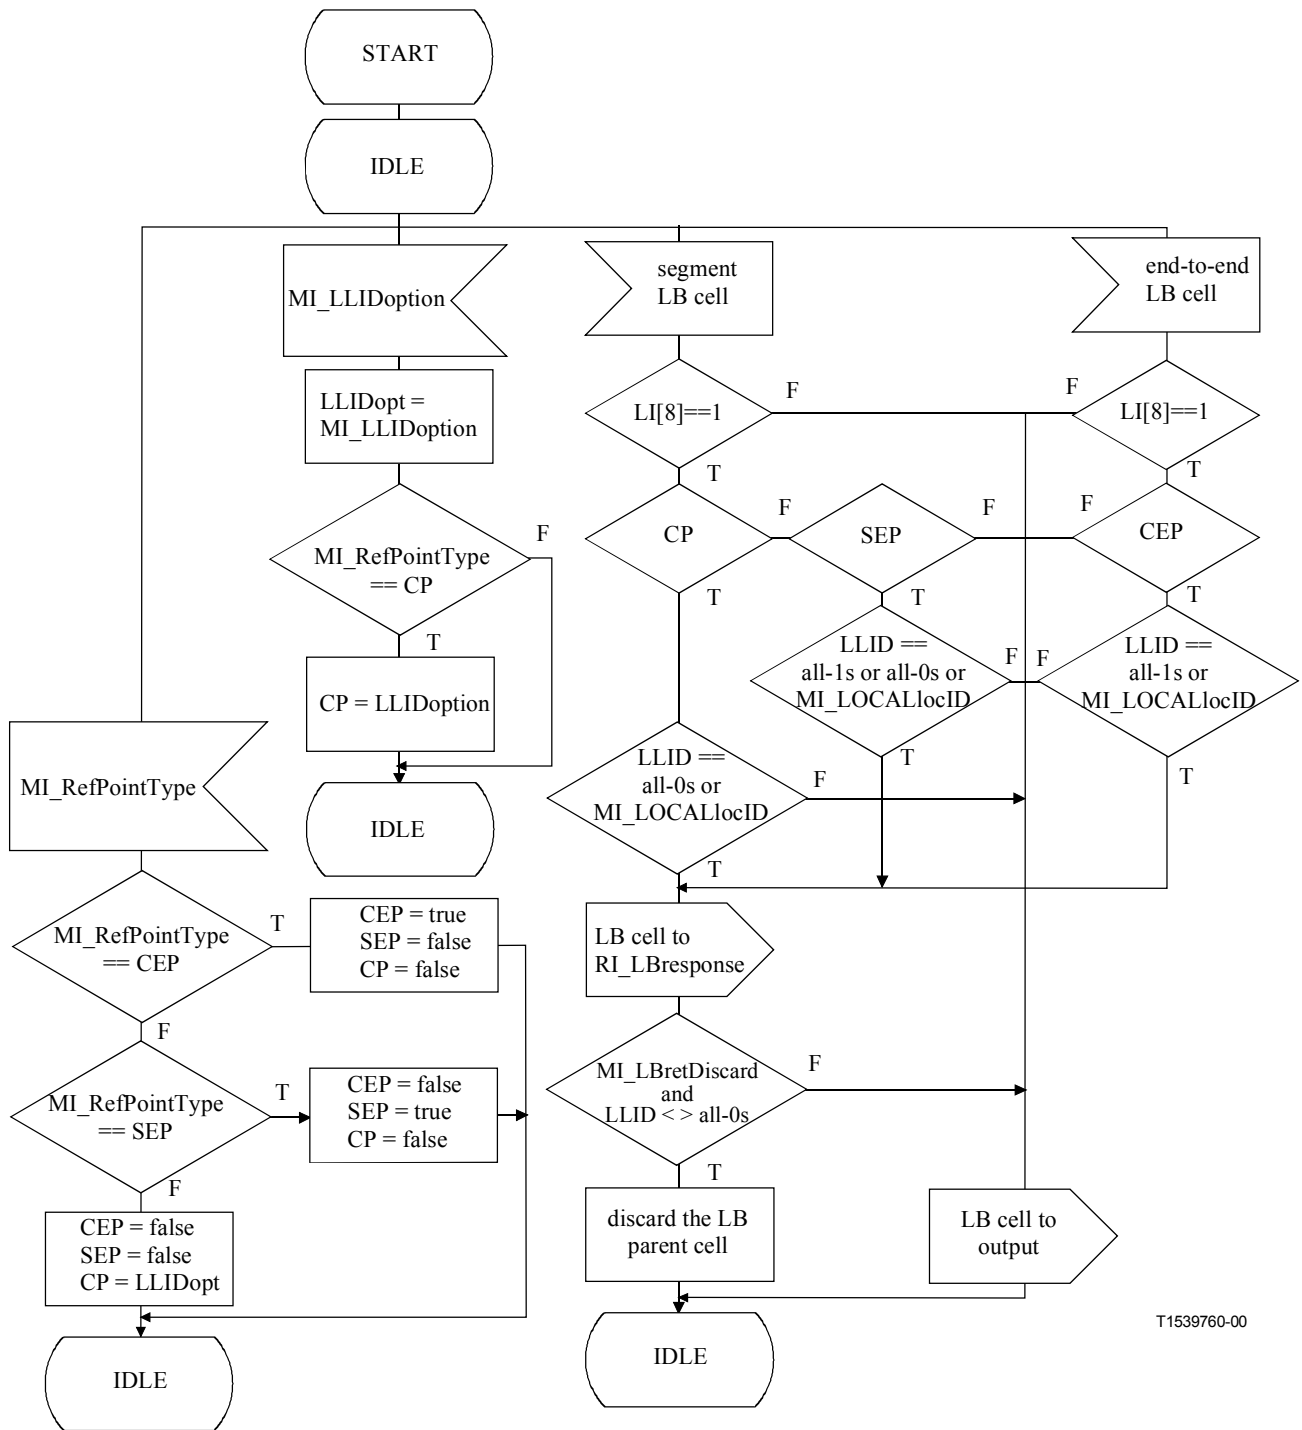 START
IDLE
MI_LLIDoption
segment
LB cell
end-to-end
LB cell
LLIDopt =
MI_LLIDoption
LI[8]==1
F
T
F
LI[8]==1
T
MI_RefPointType
== CP
F
T
CP
F
T
SEP
F
T
F
CEP
T
CP = LLIDoption
LLID ==
all-1s or all-0s or
MI_LOCALlocID
F
T
F
LLID ==
all-1s or
MI_LOCALlocID
T
MI_RefPointType
IDLE
LLID ==
all-0s or
MI_LOCALlocID
F
T
MI_RefPointType
== CEP
T
F
CEP = true
SEP = false
CP = false
LB cell to
RI_LBresponse
MI_RefPointType
== SEP
T
F
CEP = false
SEP = true
CP = false
MI_LBretDiscard
and
LLID < > all-0s
F
T
CEP = false
SEP = false
CP = LLIDopt
discard the LB
parent cell
LB cell to
output
IDLE
IDLE
T1539760-00